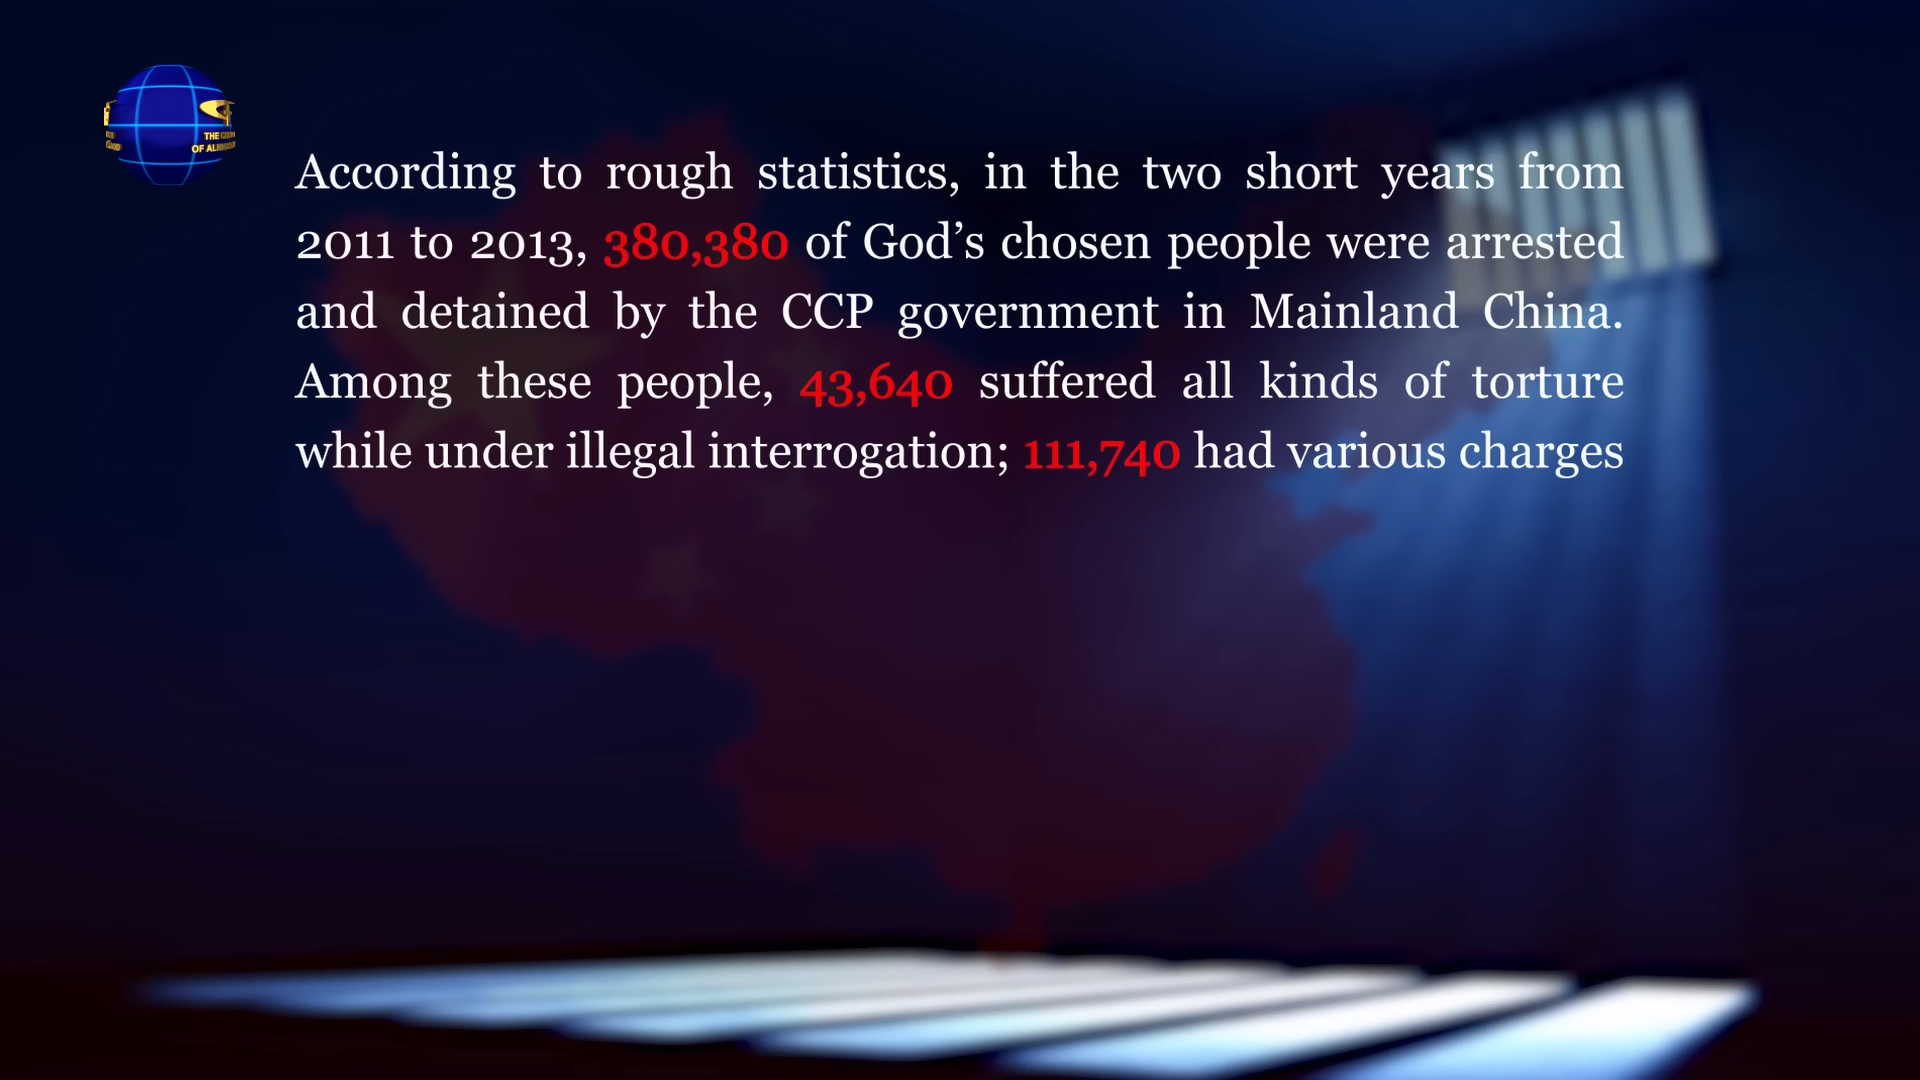 THE
OF
According to rough statistics, in the two short years from
2011 to 2013, 380,380 of God’s chosen people were arrested
and detained by the CCP government in Mainland China.
Among these people, 43,640 suffered all kinds of torture
while under illegal interrogation; 111,740 had various charges